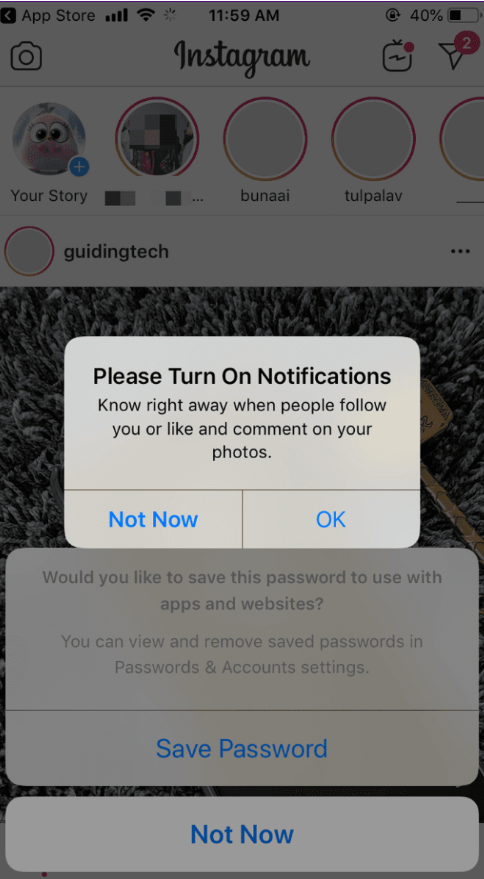 App Store 11:59 AM 40%
Instagram
2
Your Story ... bunaai tulpalav
guidingtech
Please Turn On Notifications
Know right away when people follow
you or like and comment on your
photos.
Not Now OK
Would you like to save this password to use with
apps and websites?
You can view and remove saved passwords in
Passwords & Accounts settings.
Save Password
Not Now